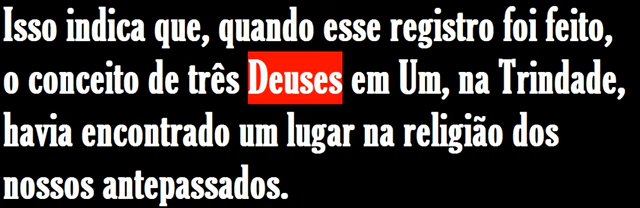 Isso indica que, quando esse registro foi feito,
o conceito de três Deuses em Um, na Trindade,
havia encontrado um lugar na religião dos
nossos antepassados.